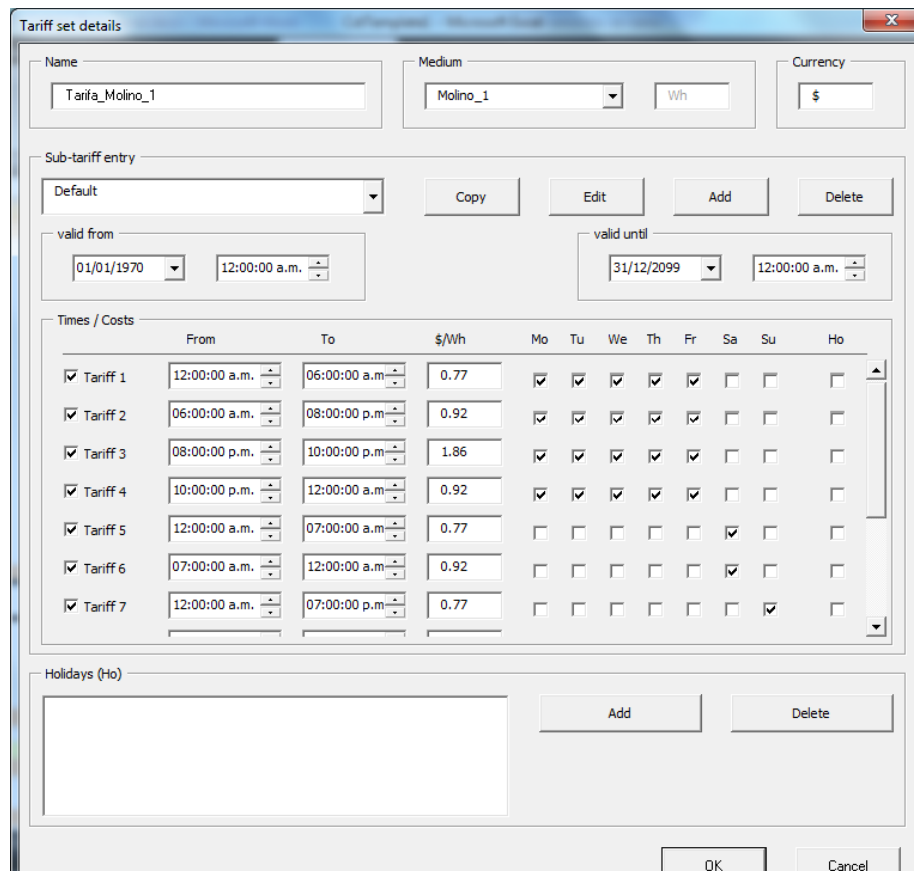 Tariff set details
Name Medium Currency
Tarifa_Molino_1 Molino_1 Wh $
Sub-tariff entry
Default Copy Edit Add Delete
valid from valid until
01/01/1970 12:00:00 a.m. 31/12/2099 12:00:00 a.m.
Times / Costs
From To $/Wh Mo Tu We Th Fr Sa Su Ho
Tariff 1 12:00:00 a.m. 06:00:00 a.m 0.77
Tariff 2 06:00:00 a.m. 08:00:00 p.m 0.92
Tariff 3 08:00:00 p.m. 10:00:00 p.m 1.86
Tariff 4 10:00:00 p.m. 12:00:00 a.m 0.92
Tariff 5 12:00:00 a.m. 07:00:00 a.m 0.77
Tariff 6 07:00:00 a.m. 12:00:00 a.m 0.92
Tariff 7 12:00:00 a.m. 07:00:00 p.m 0.77
Holidays (Ho)
Add Delete
OK Cancel